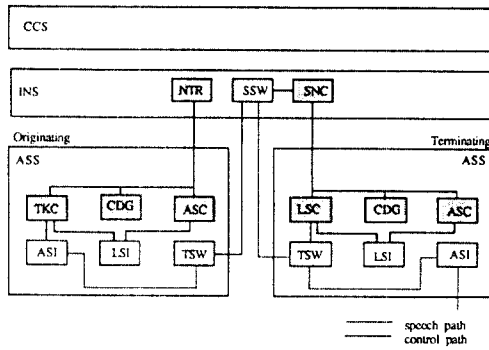 CCS
INS
NTR
SSW
SNC
Originating
Terminating
ASS
ASS
TKC
CDG
ASC
LSC
CDG
ASC
ASI
LSI
TSW
TSW
LSI
ASI
speech path
control path